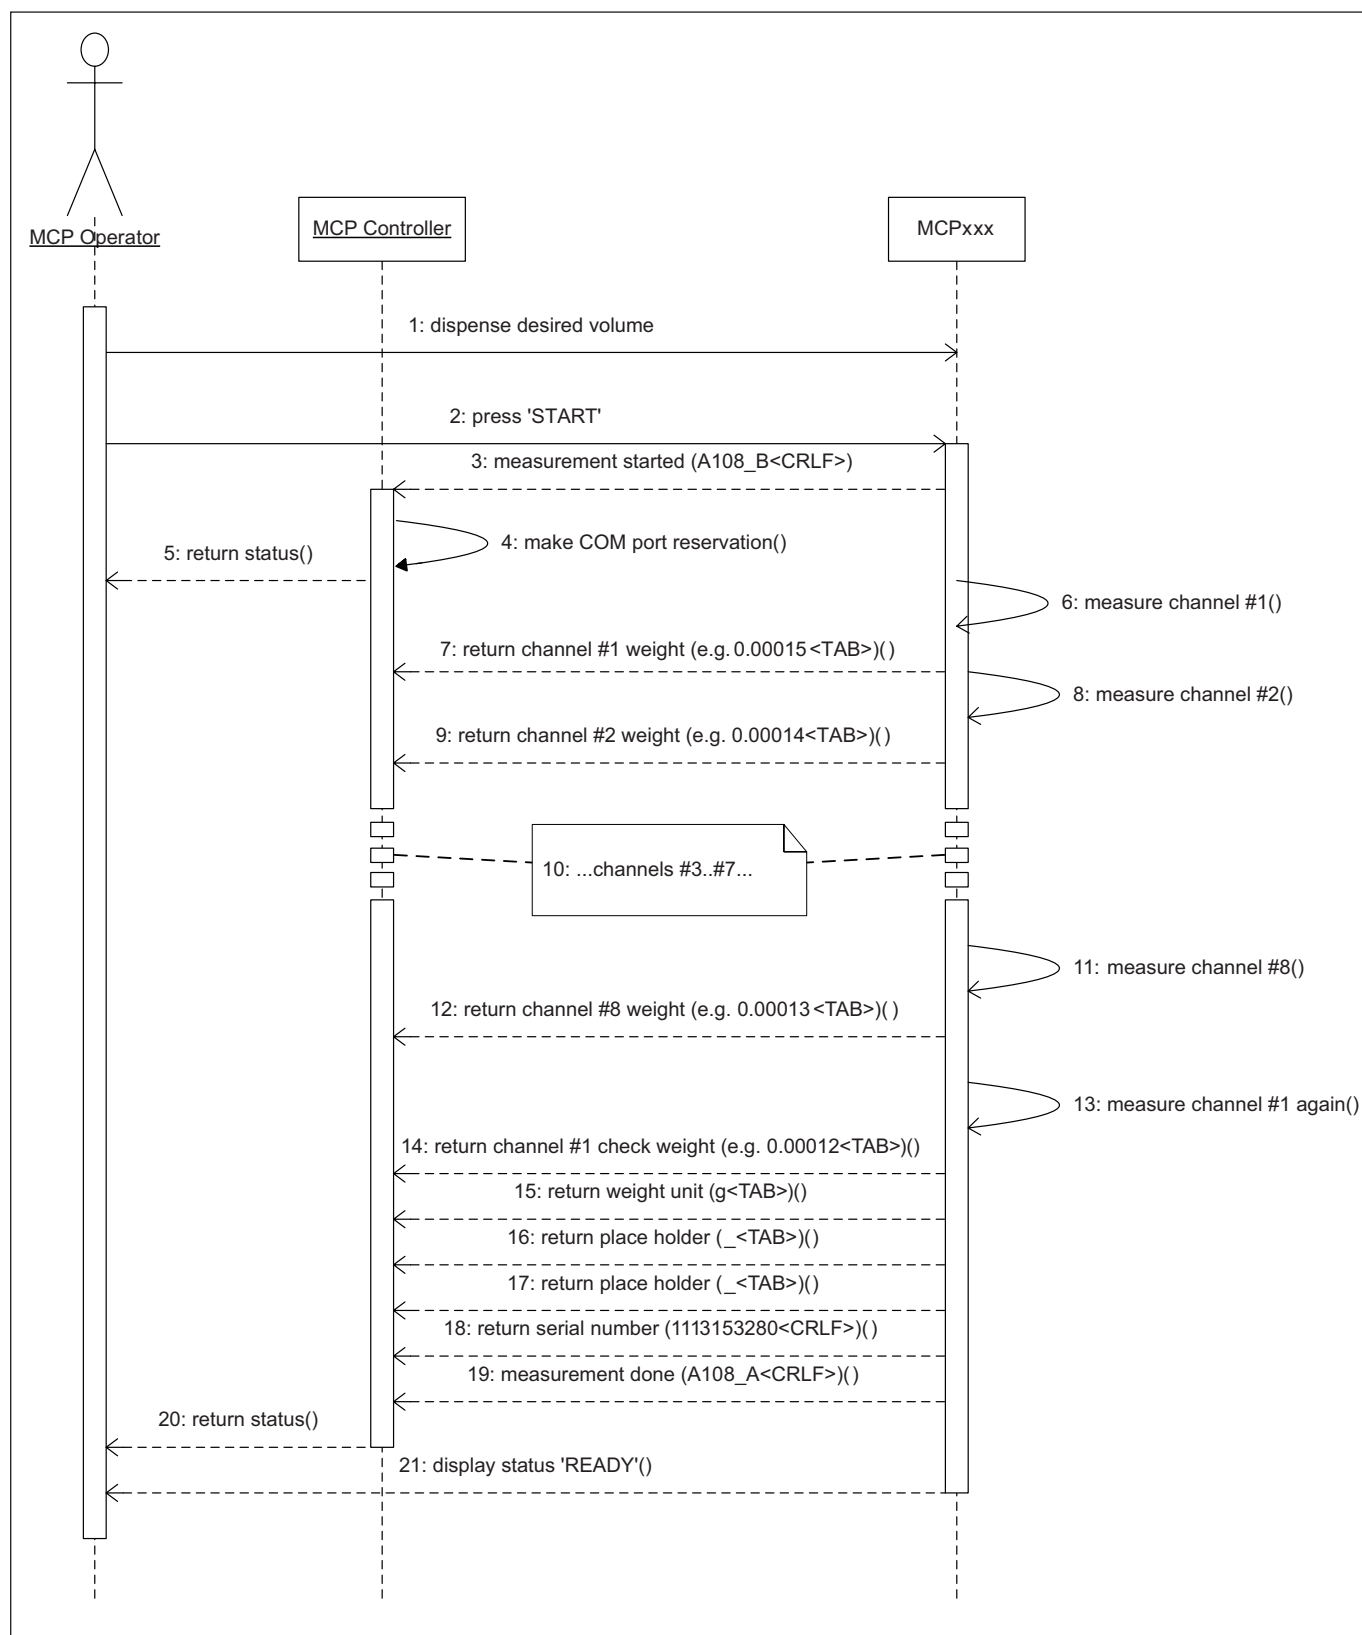 MCP Operator
MCP Controller
MCPxxx
1: dispense desired volume
2: press 'START'
3: measurement started (A108_B<CRLF>)
4: make COM port reservation()
5: return status()
6: measure channel #1()
7: return channel #1 weight (e.g. 0.00015<TAB>)()
8: measure channel #2()
9: return channel #2 weight (e.g. 0.00014<TAB>)()
10: ...channels #3..#7...
11: measure channel #8()
12: return channel #8 weight (e.g. 0.00013<TAB>)()
13: measure channel #1 again()
14: return channel #1 check weight (e.g. 0.00012<TAB>)()
15: return weight unit (g<TAB>)()
16: return place holder (_<TAB>)()
17: return place holder (_<TAB>)()
18: return serial number (1113153280<CRLF>)()
19: measurement done (A108_A<CRLF>)()
20: return status()
21: display status 'READY'()